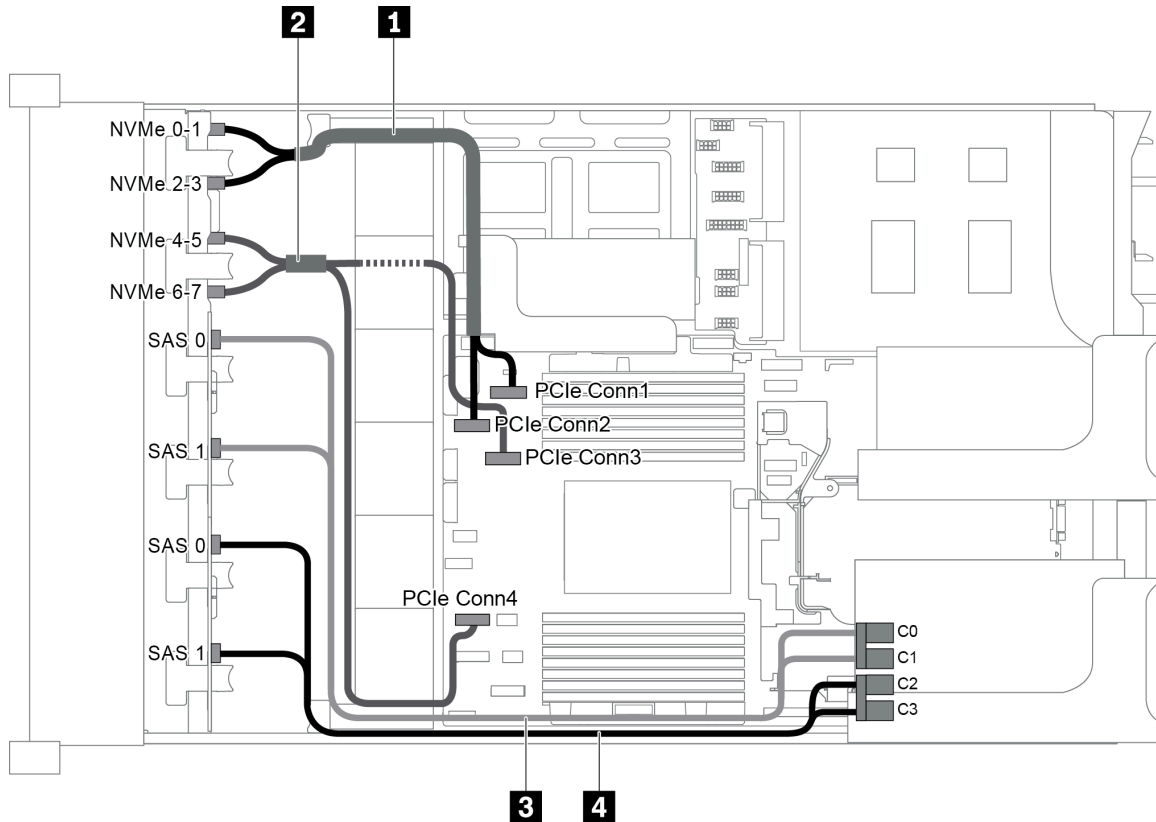 2
1
NVMe 0-1
NVMe 2-3
NVMe 4-5
NVMe 6-7
SAS 0
PCIe Conn1
PCIe Conn2
SAS 1
PCIe Conn3
SAS 0
PCIe Conn4
C0
SAS 1
C1
C2
C3
3
4